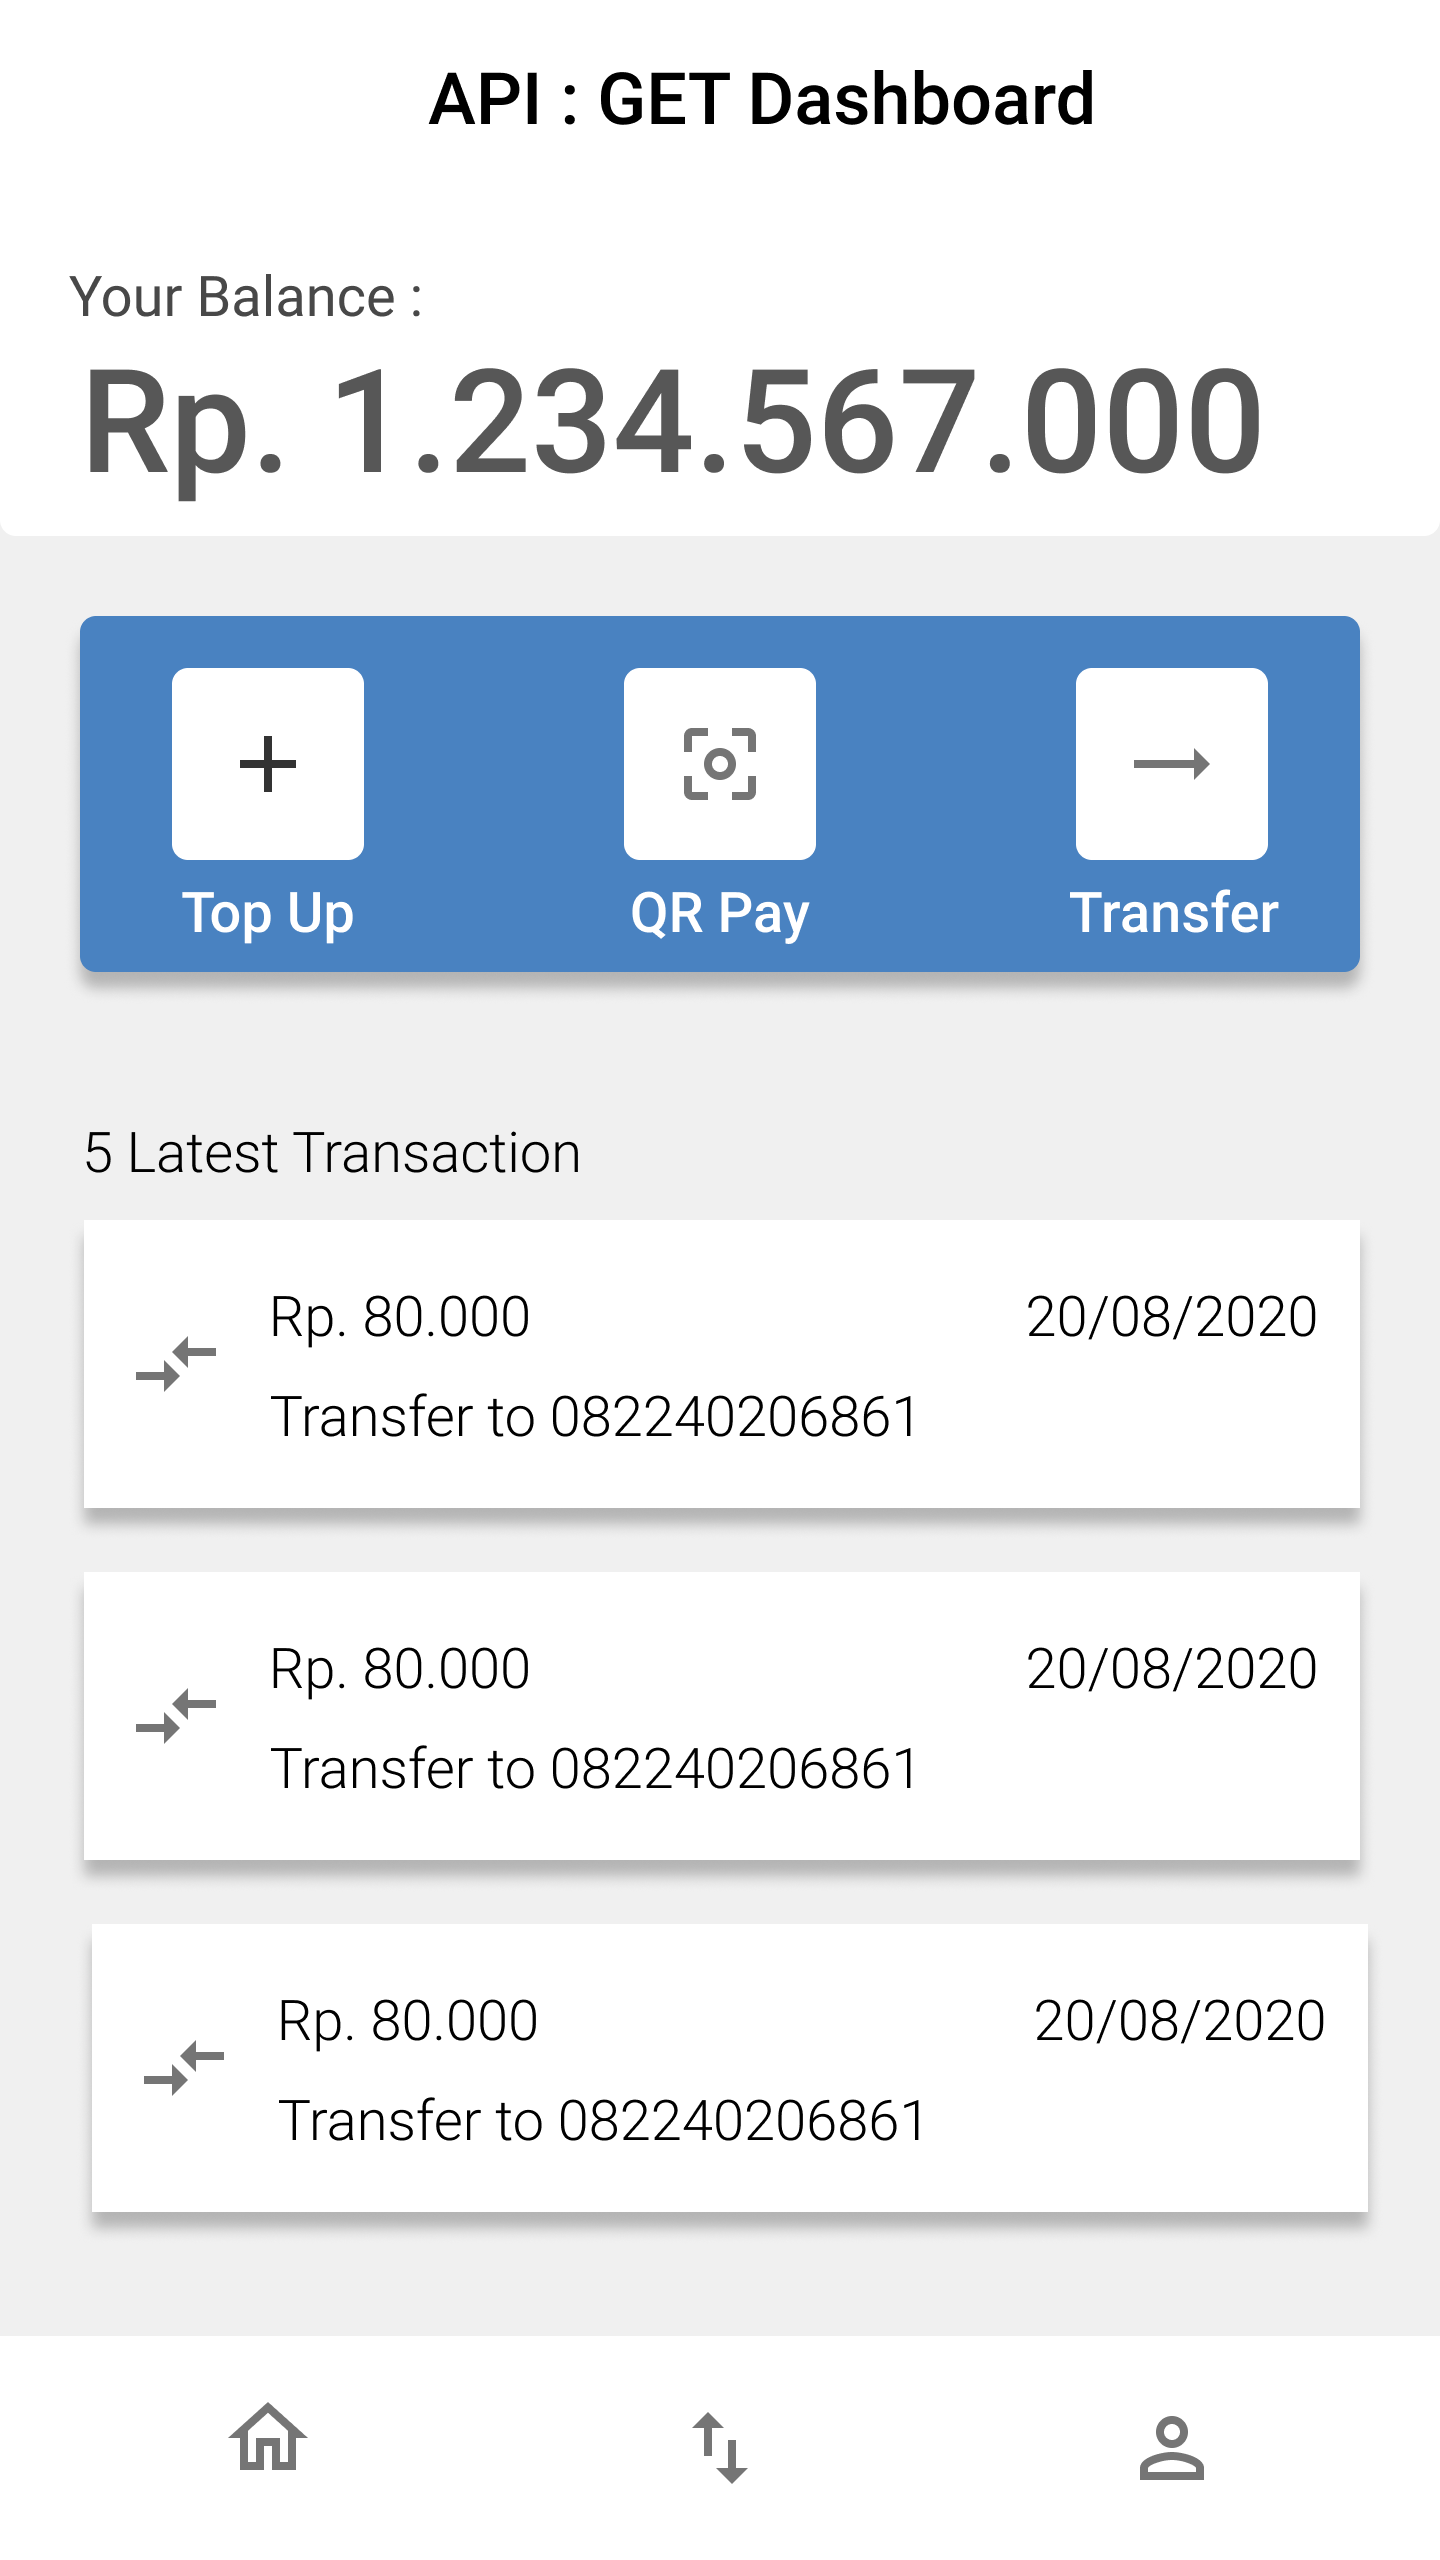 API : GET Dashboard
Your Balance :
Rp. 1.234.567.000
Top Up QR Pay Transfer
5 Latest Transaction
Rp. 80.000 20/08/2020
Transfer to 082240206861
Rp. 80.000 20/08/2020
Transfer to 082240206861
Rp. 80.000 20/08/2020
Transfer to 082240206861